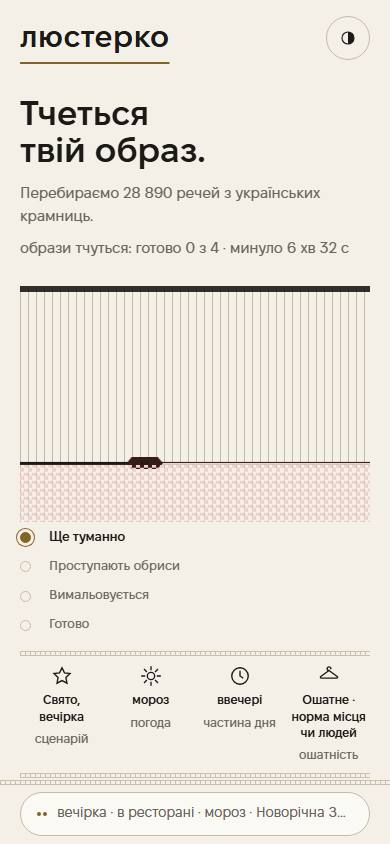 люстерко
Тчеться
твій образ.
Перебираємо 28 890 речей з українських
крамниць.
образи тчуться: готово 0 з 4 · минуло 6 хв 32 с
Ще туманно
Проступають обриси
Вимальовується
Готово
Свято,
вечірка
сценарій
мороз
погода
ввечері
частина дня
Ошатне ·
норма місця
чи людей
ошатність
вечірка · в ресторані · мороз · Новорічна З...